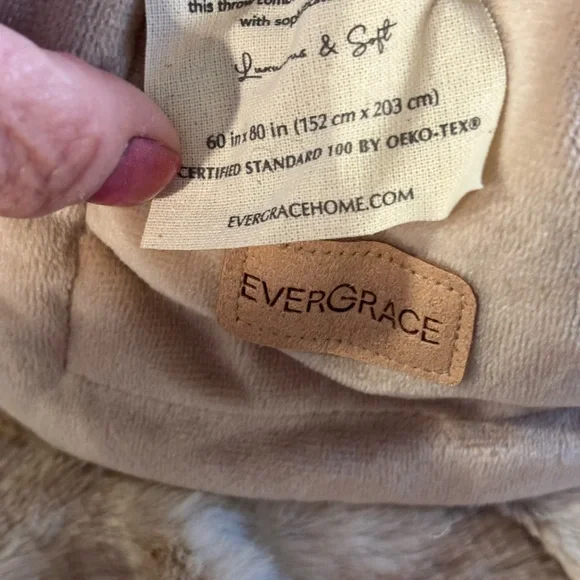 this throw
with
& Soft
60 in x 80 in (152 cm x 203 cm)
CERTIFIED STANDARD 100 BY OEKO-TEX®
EVERGRACEHOME.COM
EVERGRACE